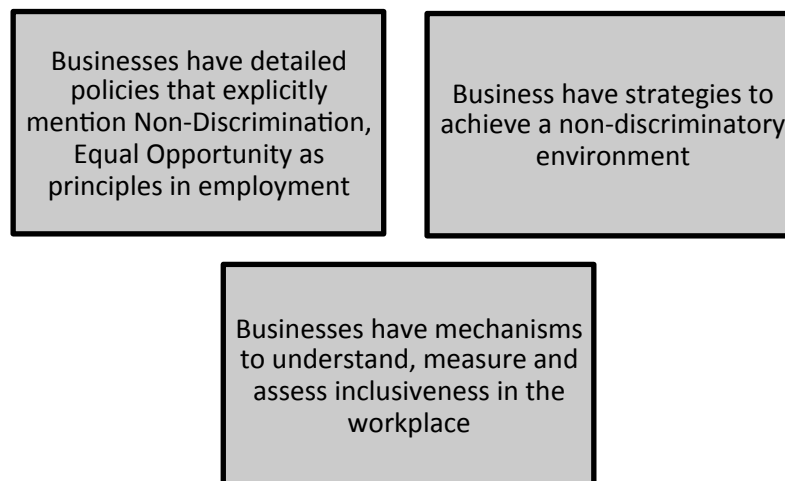 Businesses have detailed
policies that explicitly
mention Non-Discrimination,
Equal Opportunity as
principles in employment
Business have strategies to
achieve a non-discriminatory
environment
Businesses have mechanisms
to understand, measure and
assess inclusiveness in the
workplace